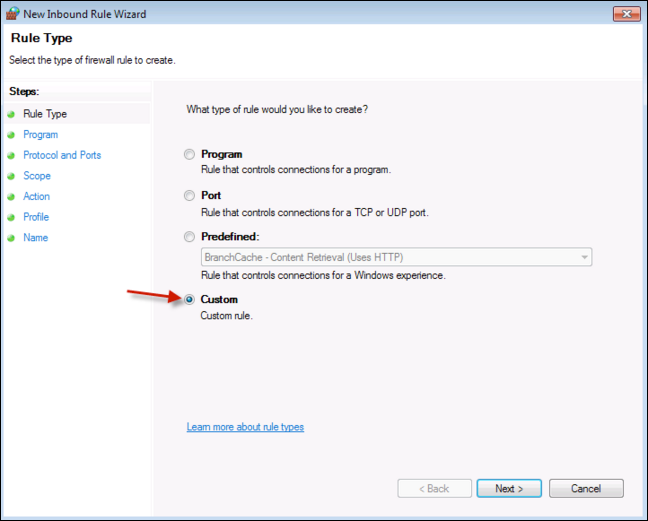 New Inbound Rule Wizard
Rule Type
Select the type of firewall rule to create.
Steps:
Rule Type
Program
Protocol and Ports
Scope
Action
Profile
Name
What type of rule would you like to create?
Program
Rule that controls connections for a program.
Port
Rule that controls connections for a TCP or UDP port.
Predefined:
BranchCache - Content Retrieval (Uses HTTP)
Rule that controls connections for a Windows experience.
Custom
Custom rule.
Learn more about rule types
< Back
Next >
Cancel